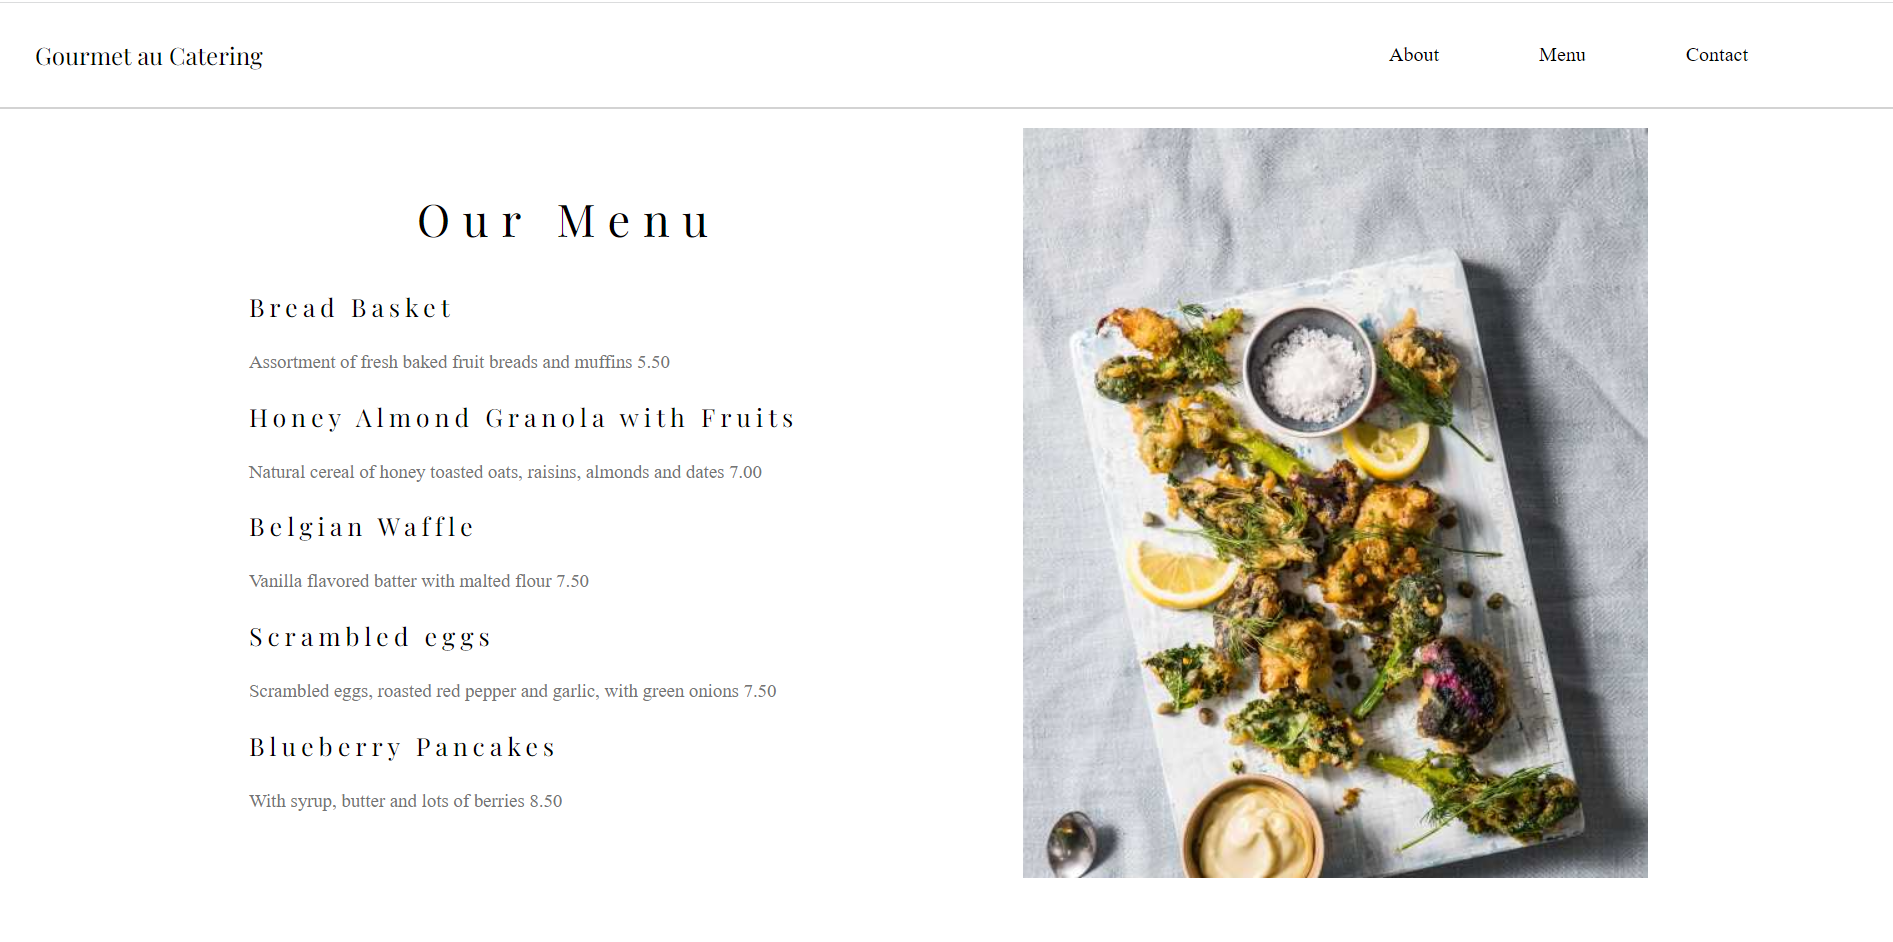 Gourmet au Catering
About
Menu
Contact
Our Menu
Bread Basket
Assortment of fresh baked fruit breads and muffins 5.50
Honey Almond Granola with Fruits
Natural cereal of honey toasted oats, raisins, almonds and dates 7.00
Belgian Waffle
Vanilla flavored batter with malted flour 7.50
Scrambled eggs
Scrambled eggs, roasted red pepper and garlic, with green onions 7.50
Blueberry Pancakes
With syrup, butter and lots of berries 8.50